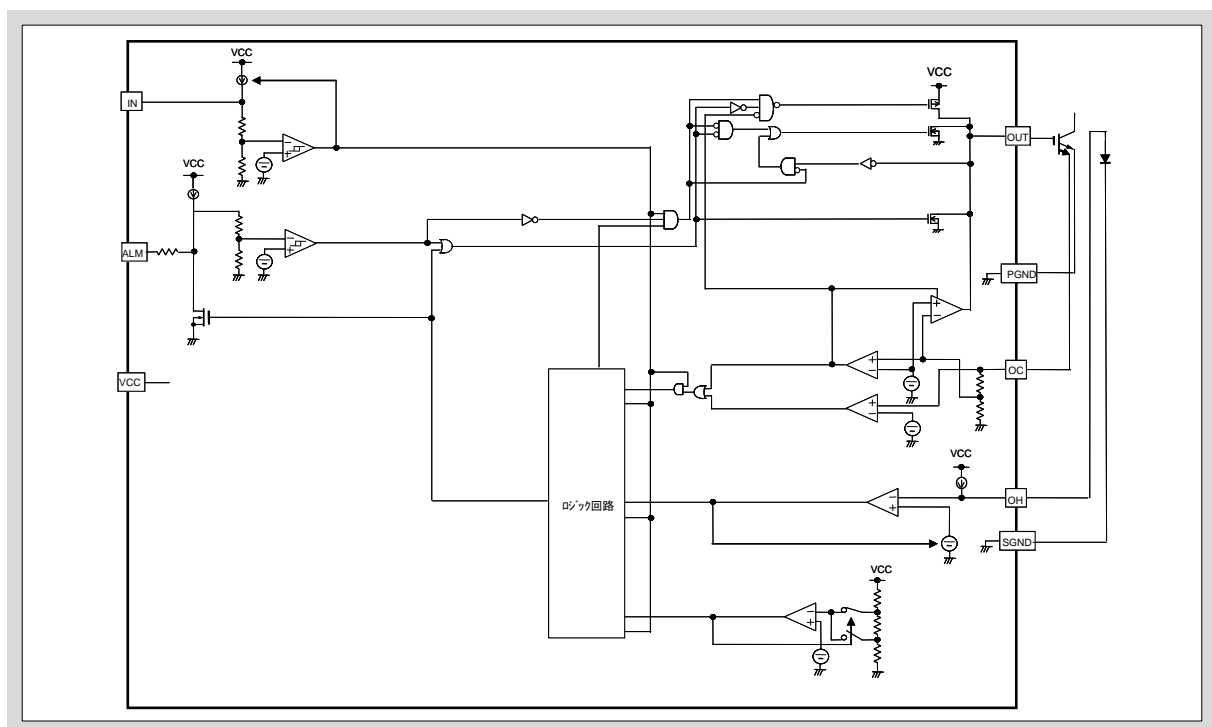 VCC
VCC
IN
OUT
VCC
ALM
PGND
VCC
OC
VCC
OH
ﾛｼﾞｯｸ回路
SGND
VCC